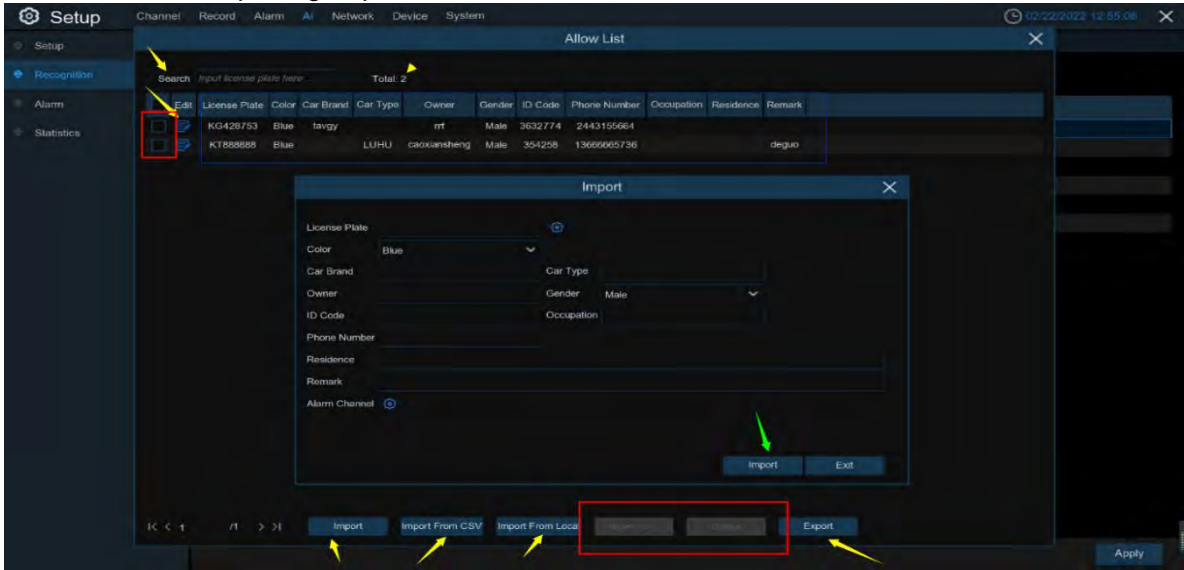 Setup Channel Record Alarm AI Network Device System 02/22/2022 12:55:06
Setup
Recognition
Alarm
Statistics
Allow List
Search Input license plate here ... Total: 2
Edit License Plate Color Car Brand Car Type Owner Gender ID Code Phone Number Occupation Residence Remark
KG428753 Blue tavgy rrf Male 3632774 2443155664
KT888888 Blue LUHU caoxiansheng Male 354258 13666665736 deguo
Import
License Plate
Color Blue
Car Brand Car Type
Owner Gender Male
ID Code Occupation
Phone Number
Residence
Remark
Alarm Channel
Import Exit
1 /1 Import Import From CSV Import From Loca Export
Apply